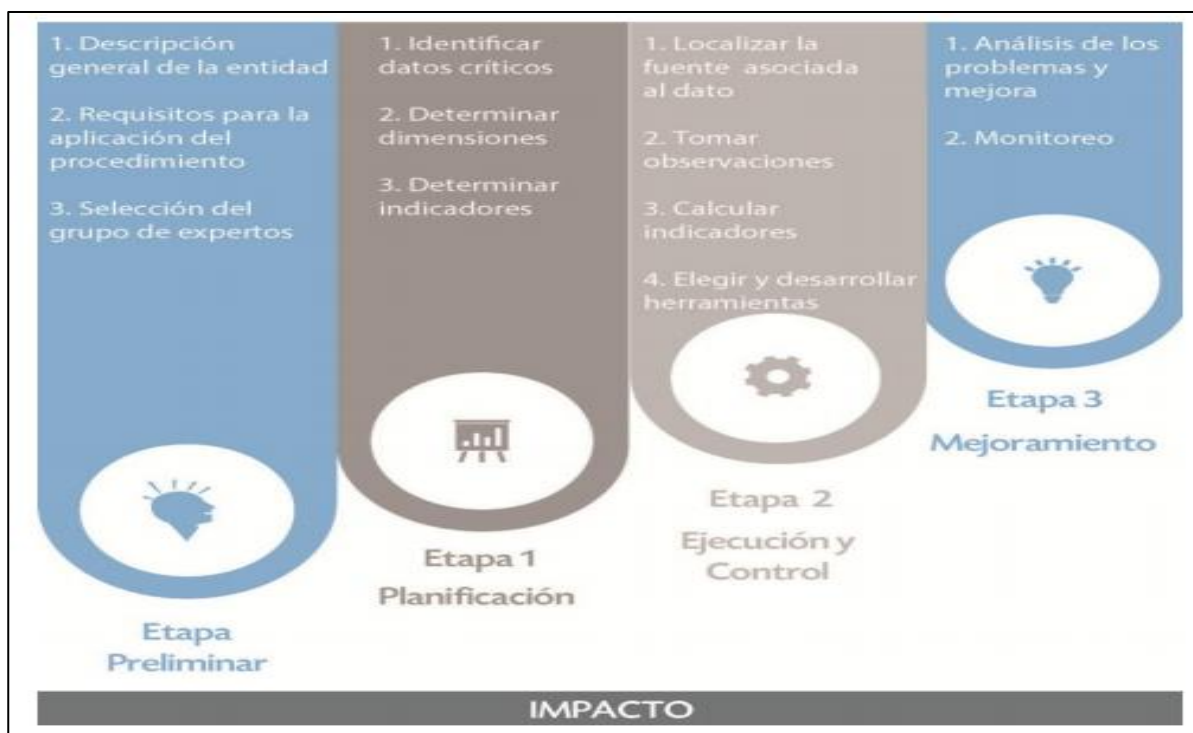 1. Descripción
general de la entidad
2. Requisitos para la
aplicación del
procedimiento
3. Selección del
grupo de expertos
Etapa
Preliminar
1. Identificar
datos críticos
2. Determinar
dimensiones
3. Determinar
indicadores
Etapa 1
Planificación
1. Localizar la
fuente asociada
al dato
2. Tomar
observaciones
3. Calcular
indicadores
4. Elegir y desarrollar
herramientas
Etapa 2
Ejecución y
Control
1. Análisis de los
problemas y
mejora
2. Monitoreo
Etapa 3
Mejoramiento
IMPACTO